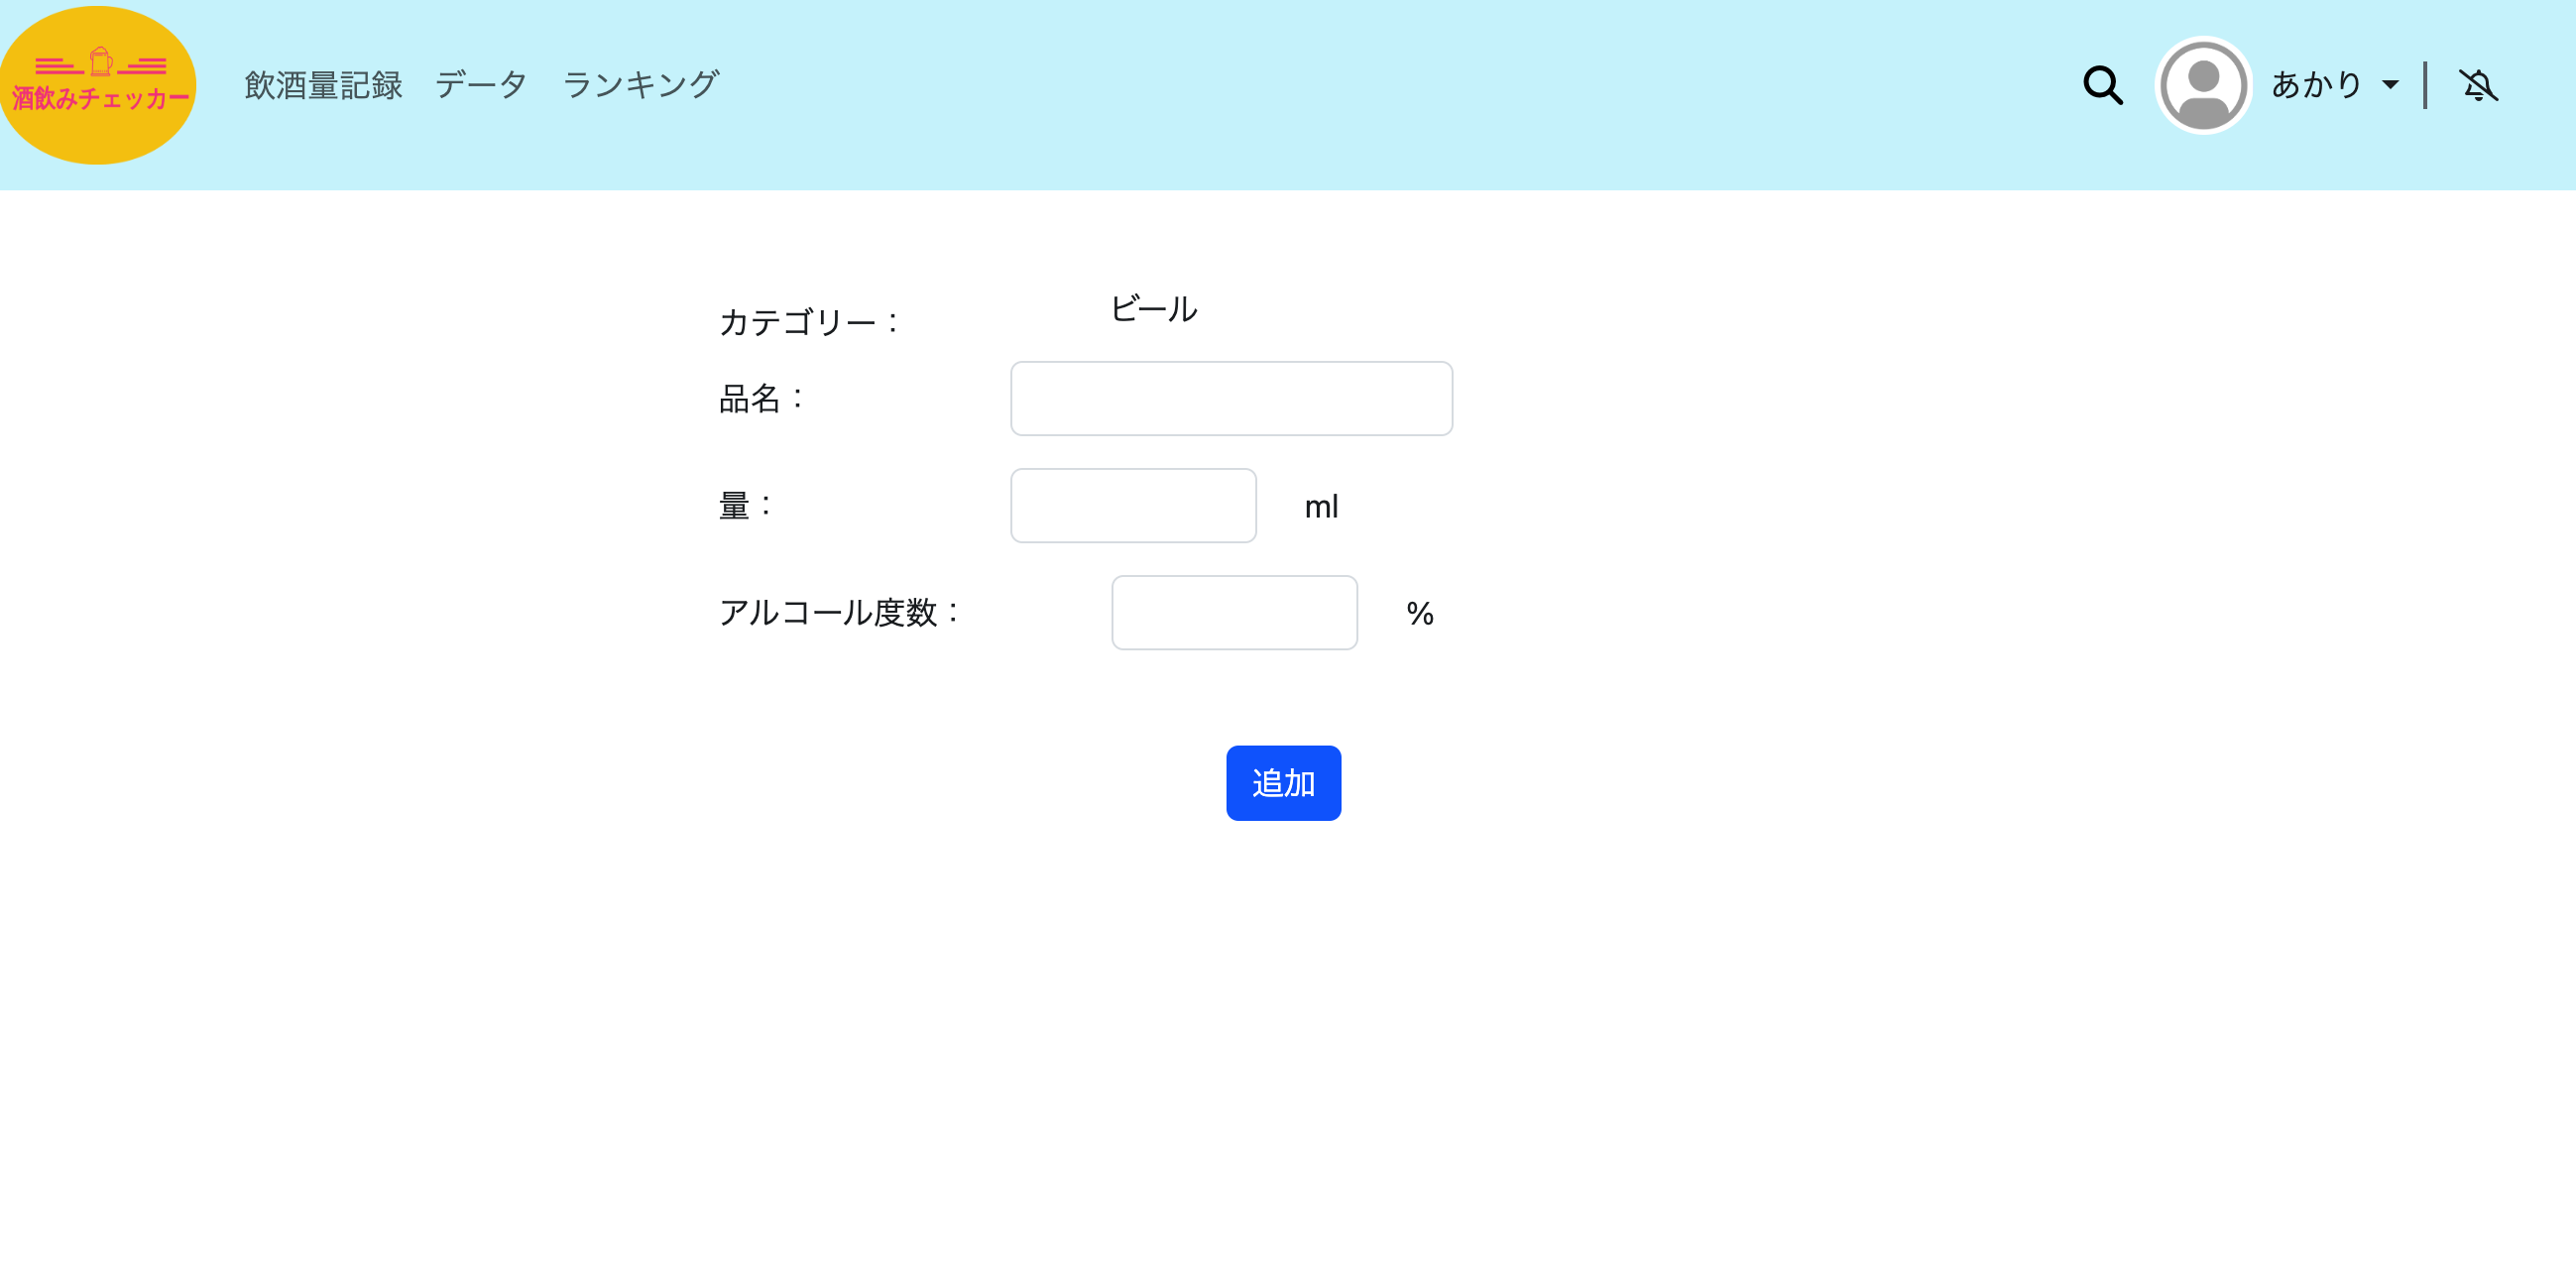 酒飲みチェッカー
飲酒量記録 データ ランキング あかり
カテゴリー： ビール
品名：
量： ml
アルコール度数： %
追加